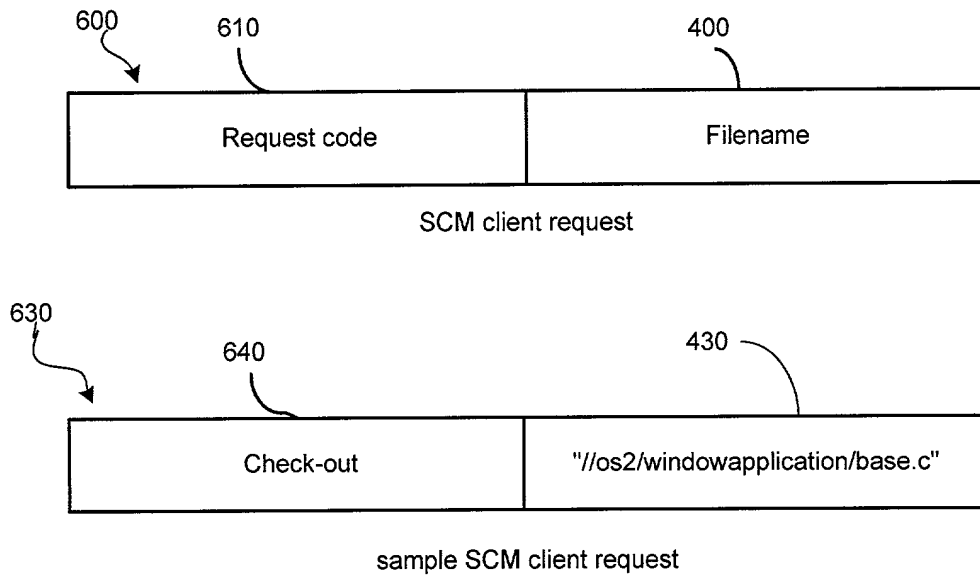 600
610
400
Request code
Filename
SCM client request
630
640
430
Check-out
"//os2/windowapplication/base.c"
sample SCM client request